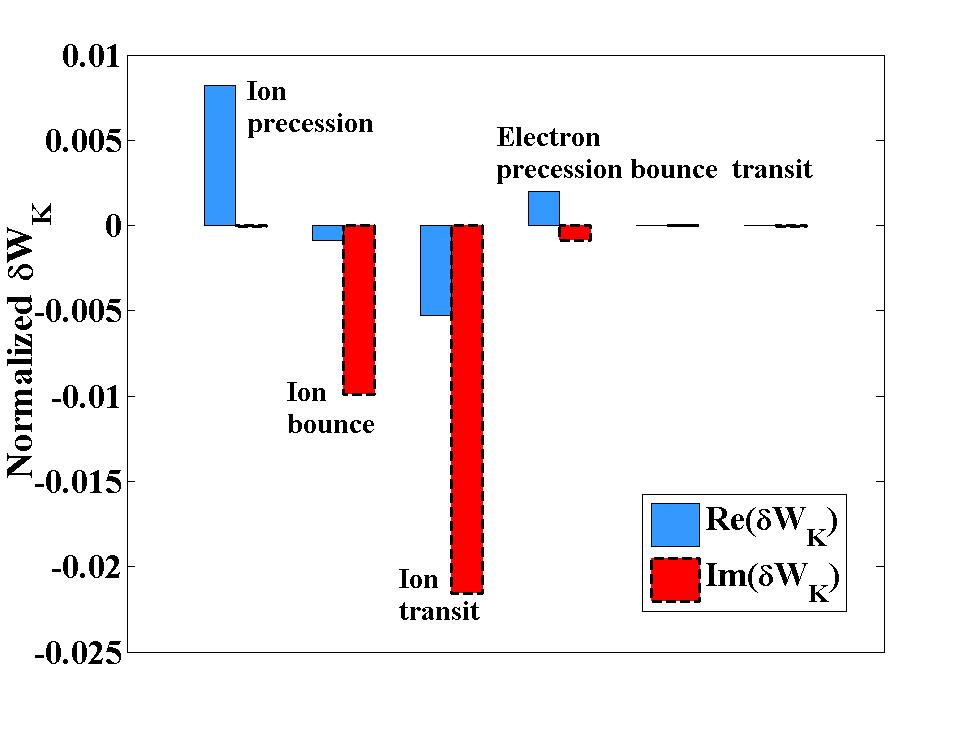 0.01
0.005
0
-0.005
-0.01
-0.015
-0.02
-0.025
Normalized δW_K
Ion
precession
Electron
precession bounce transit
Ion
bounce
Ion
transit
Re(δW_K)
Im(δW_K)